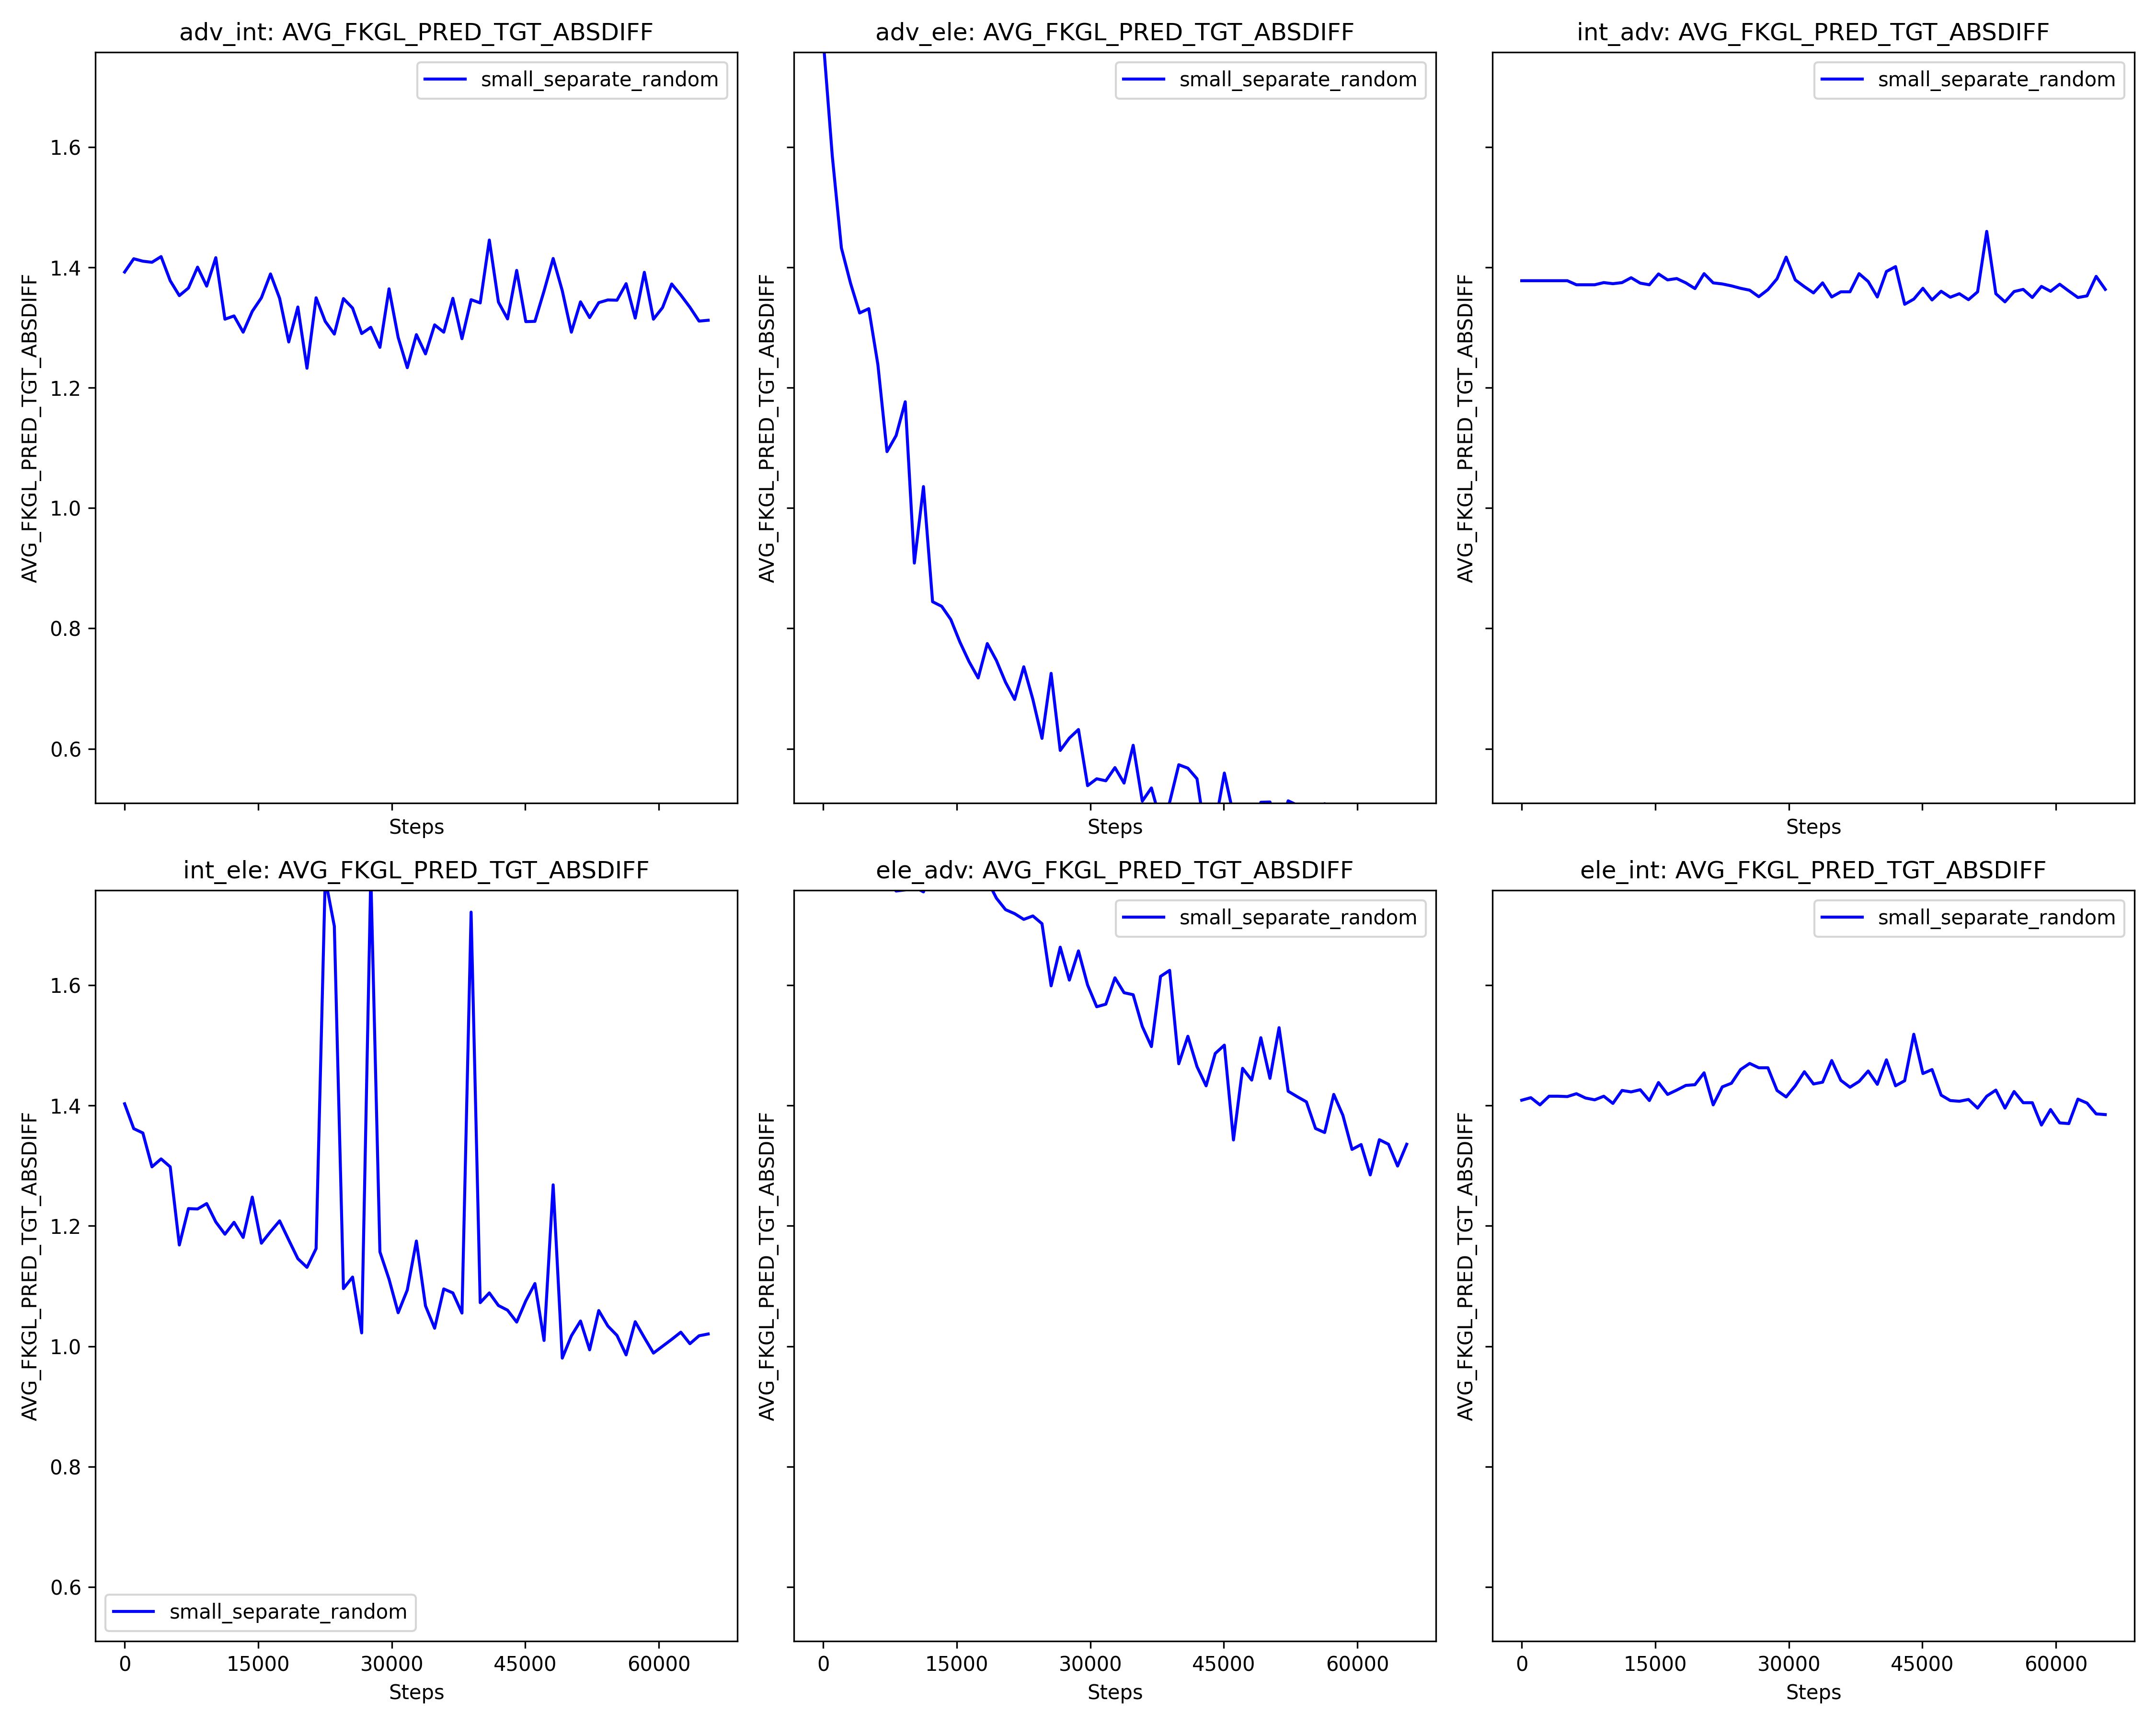 adv_int: AVG_FKGL_PRED_TGT_ABSDIFF
small_separate_random
AVG_FKGL_PRED_TGT_ABSDIFF
1.6
1.4
1.2
1.0
0.8
0.6
Steps
adv_ele: AVG_FKGL_PRED_TGT_ABSDIFF
small_separate_random
AVG_FKGL_PRED_TGT_ABSDIFF
Steps
int_adv: AVG_FKGL_PRED_TGT_ABSDIFF
small_separate_random
AVG_FKGL_PRED_TGT_ABSDIFF
Steps
int_ele: AVG_FKGL_PRED_TGT_ABSDIFF
AVG_FKGL_PRED_TGT_ABSDIFF
1.6
1.4
1.2
1.0
0.8
0.6
small_separate_random
0 15000 30000 45000 60000
Steps
ele_adv: AVG_FKGL_PRED_TGT_ABSDIFF
small_separate_random
AVG_FKGL_PRED_TGT_ABSDIFF
0 15000 30000 45000 60000
Steps
ele_int: AVG_FKGL_PRED_TGT_ABSDIFF
small_separate_random
AVG_FKGL_PRED_TGT_ABSDIFF
0 15000 30000 45000 60000
Steps